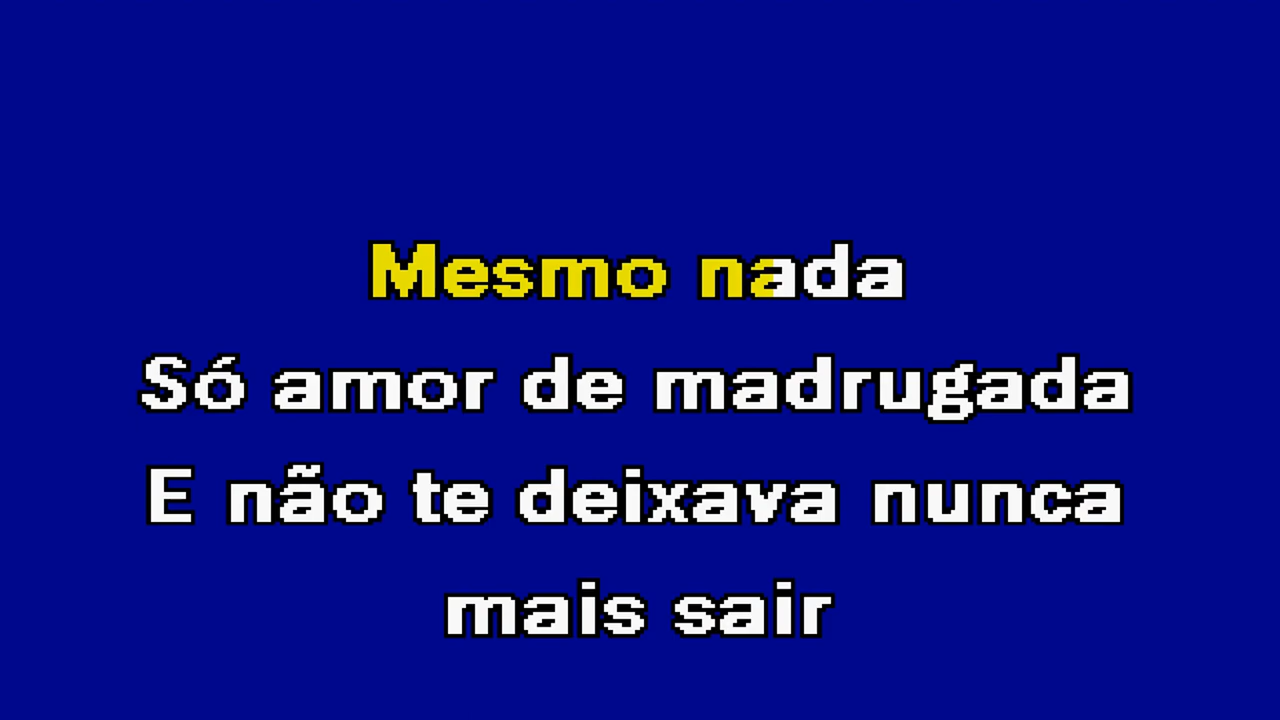 Mesmo nada
Só amor de madrugada
E não te deixava nunca
mais sair